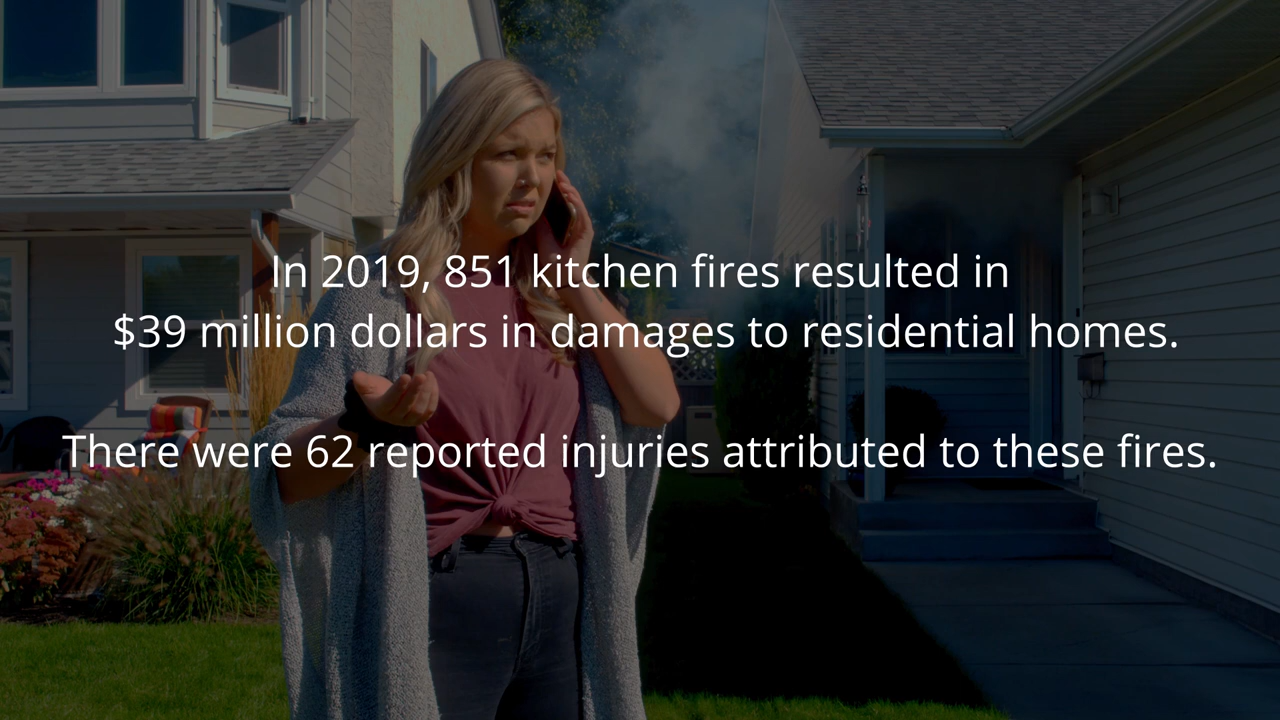 In 2019, 851 kitchen fires resulted in
$39 million dollars in damages to residential homes.
There were 62 reported injuries attributed to these fires.